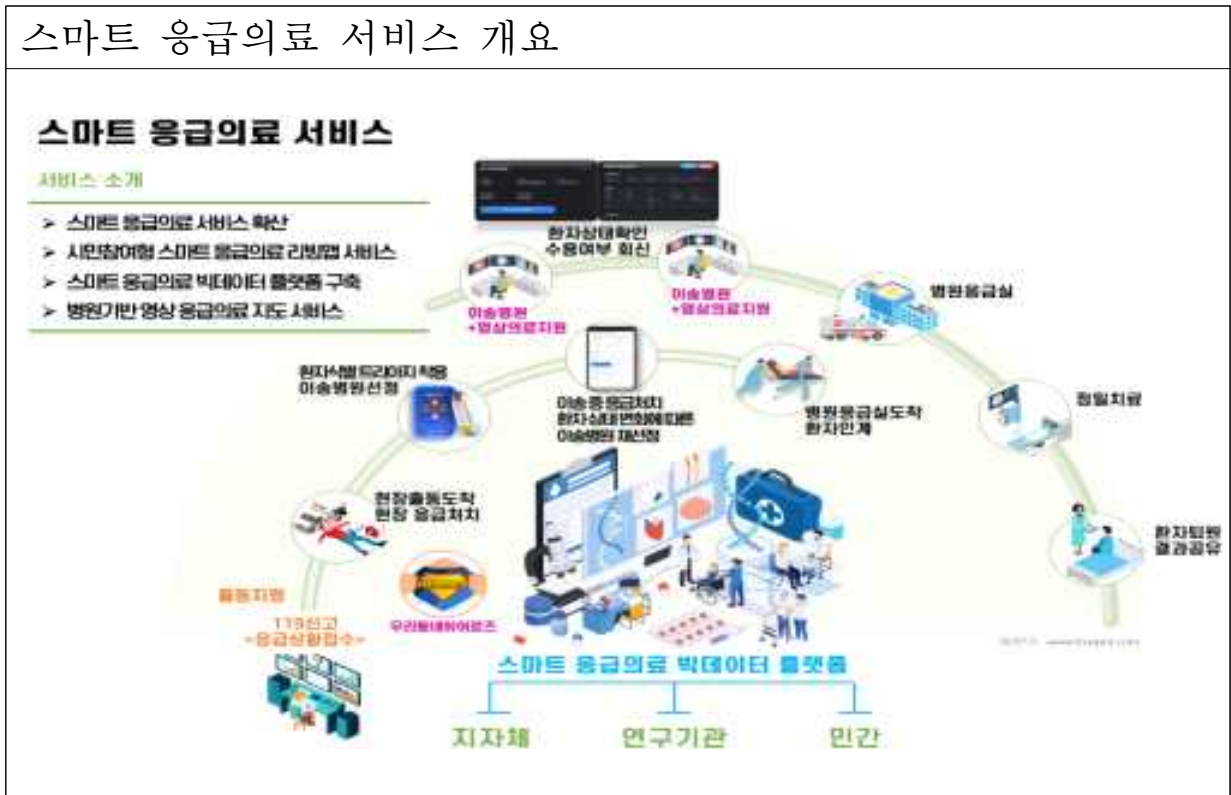 스마트 응급의료 서비스 개요
스마트 응급의료 서비스
서비스 소개
➢ 스마트 응급의료 서비스 확산
➢ 시민참여형 스마트 응급의료 리빙랩 서비스
➢ 스마트 응급의료 빅데이터 플랫폼 구축
➢ 병원기반 영상 응급의료 지도 서비스
환자상태확인
수용여부 회신
이송병원
+영상의료지원
이송병원
+영상의료지원
병원응급실
환자식별트리아지 적용
이송병원선정
이송 중 응급처치
환자상태변화에 따른
이송병원 재선정
병원응급실도착
환자인계
정밀치료
현장출동도착
현장 응급처치
환자퇴원
결과공유
출동지령
119신고
<응급상황접수>
우리동네히어로즈
스마트 응급의료 빅데이터 플랫폼
지자체
연구기관
민간